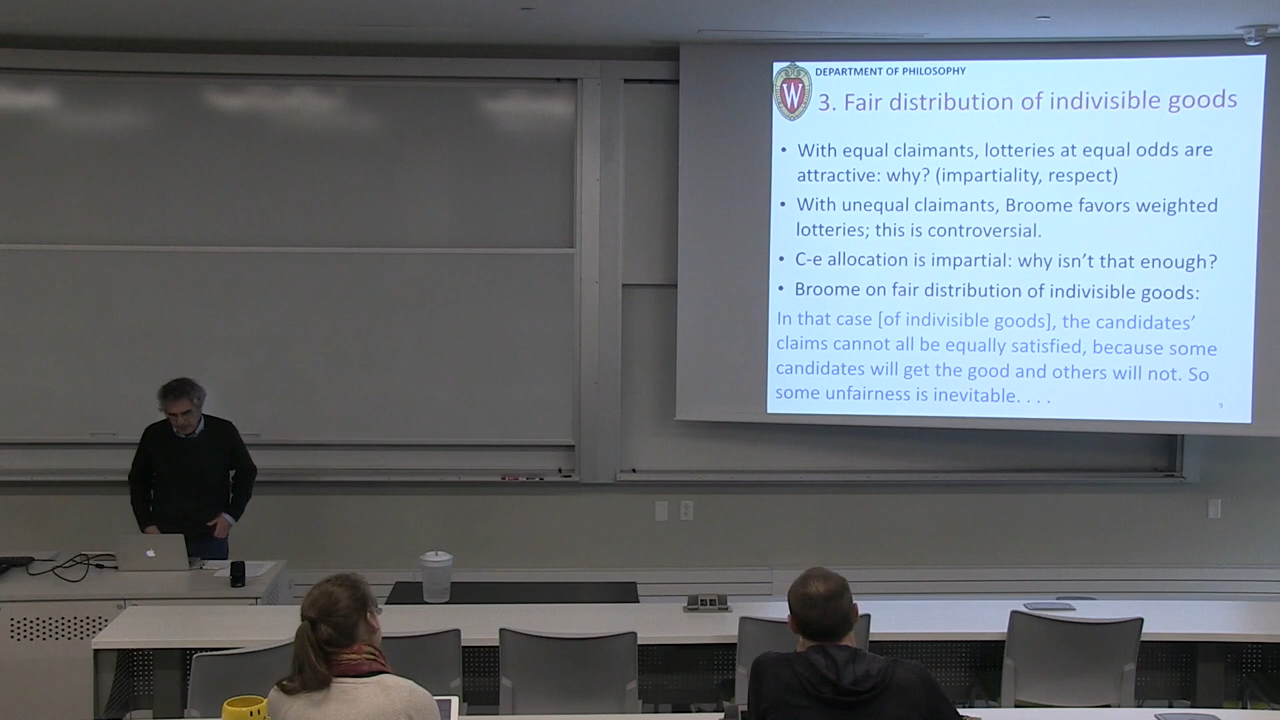 DEPARTMENT OF PHILOSOPHY
W
3. Fair distribution of indivisible goods
• With equal claimants, lotteries at equal odds are
attractive: why? (impartiality, respect)
• With unequal claimants, Broome favors weighted
lotteries; this is controversial.
• C-e allocation is impartial: why isn't that enough?
• Broome on fair distribution of indivisible goods:
In that case [of indivisible goods], the candidates'
claims cannot all be equally satisfied, because some
candidates will get the good and others will not. So
some unfairness is inevitable. . . .
9